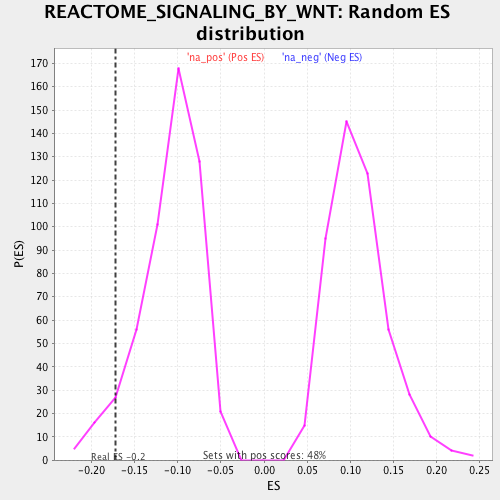 REACTOME_SIGNALING_BY_WNT: Random ES
distribution
'na_pos' (Pos ES) 'na_neg' (Neg ES)
170
160
150
140
130
120
110
100
90
80
70
60
50
40
30
20
10
0
P(ES)
Real ES -0.2
Sets with pos scores: 48%
-0.20 -0.15 -0.10 -0.05 0.00 0.05 0.10 0.15 0.20 0.25
ES